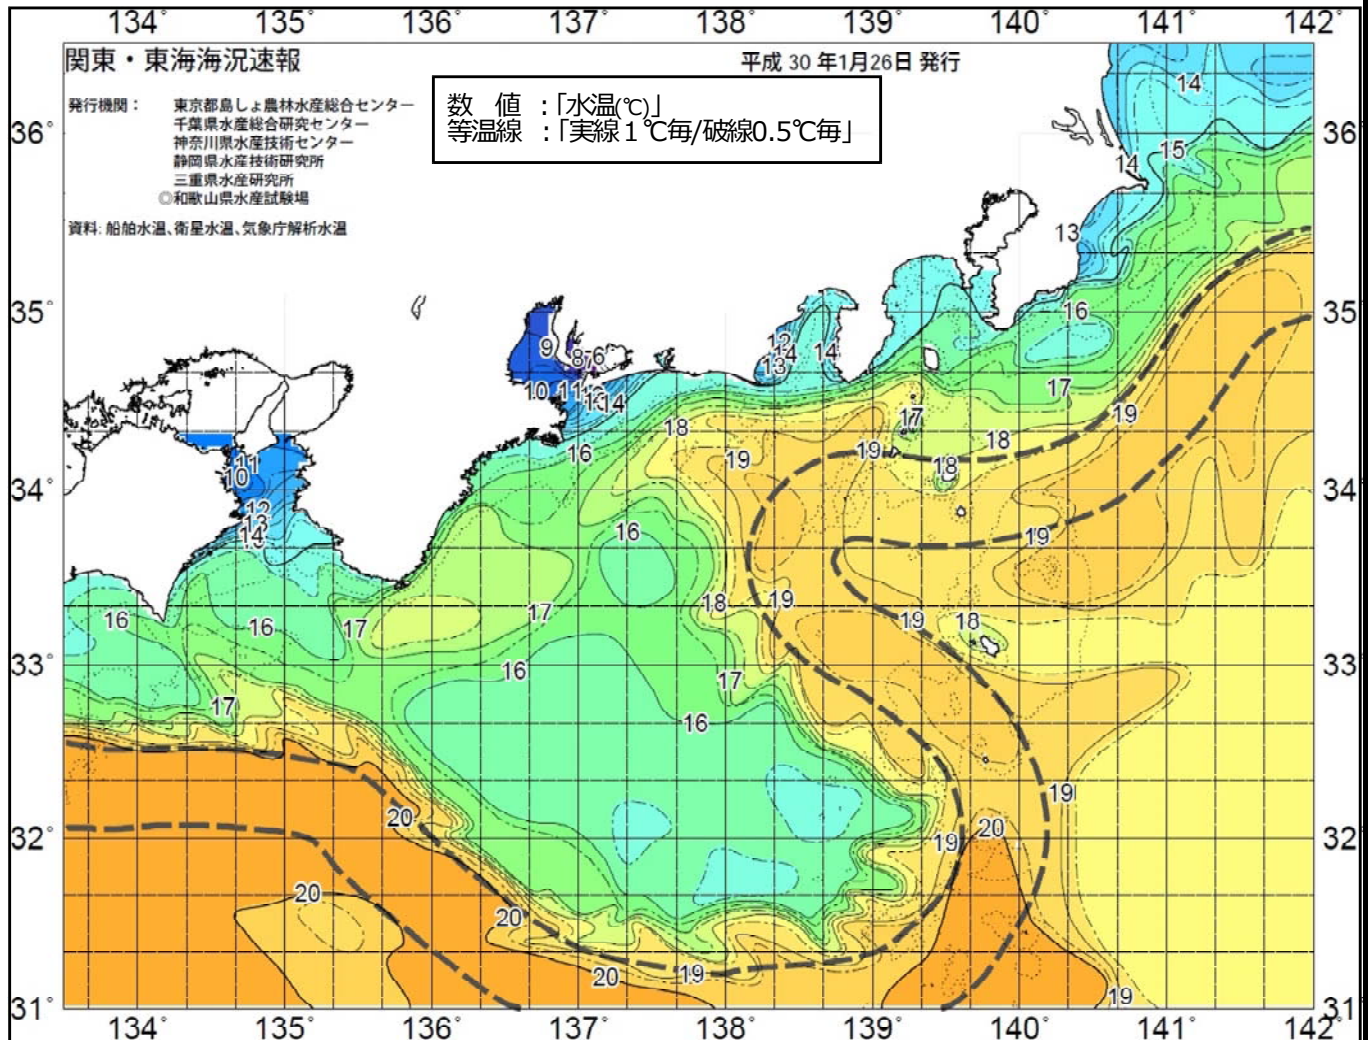 134° 135° 136° 137° 138° 139° 140° 141° 142°
関東・東海海況速報
平成 30 年1月26日 発行
発行機関： 東京都島しょ農林水産総合センター
千葉県水産総合研究センター
神奈川県水産技術センター
静岡県水産技術研究所
三重県水産研究所
◎和歌山県水産試験場
資料: 船舶水温、衛星水温、気象庁解析水温
数　値　：「水温(℃)」
等温線　：「実線１℃毎/破線0.5℃毎」
14
36° 36°
14 15
13
35° 16 35°
9 8 6 12 14 14
13
10 11 13 14 17
18 17 19
16 19 19 18
11 18
10
34° 34°
12
13 16 19
14
18 19
16 16 17 17 19 18
33° 16 17 33°
17 16
19
20 20
32° 19 32°
20 20
19
20 19
31° 31°
134° 135° 136° 137° 138° 139° 140° 141° 142°